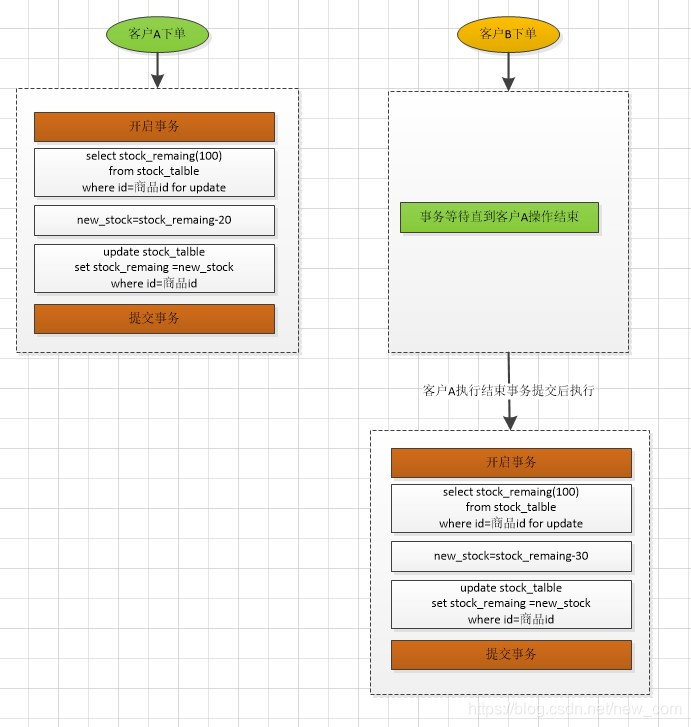 客户A下单
开启事务
select stock_remaing(100)
from stock_talble
where id=商品id for update
new_stock=stock_remaing-20
update stock_talble
set stock_remaing =new_stock
where id=商品id
提交事务
客户B下单
事务等待直到客户A操作结束
客户A执行结束事务提交后执行
开启事务
select stock_remaing(100)
from stock_talble
where id=商品id for update
new_stock=stock_remaing-30
update stock_talble
set stock_remaing =new_stock
where id=商品id
提交事务
https://blog.csdn.net/new_com